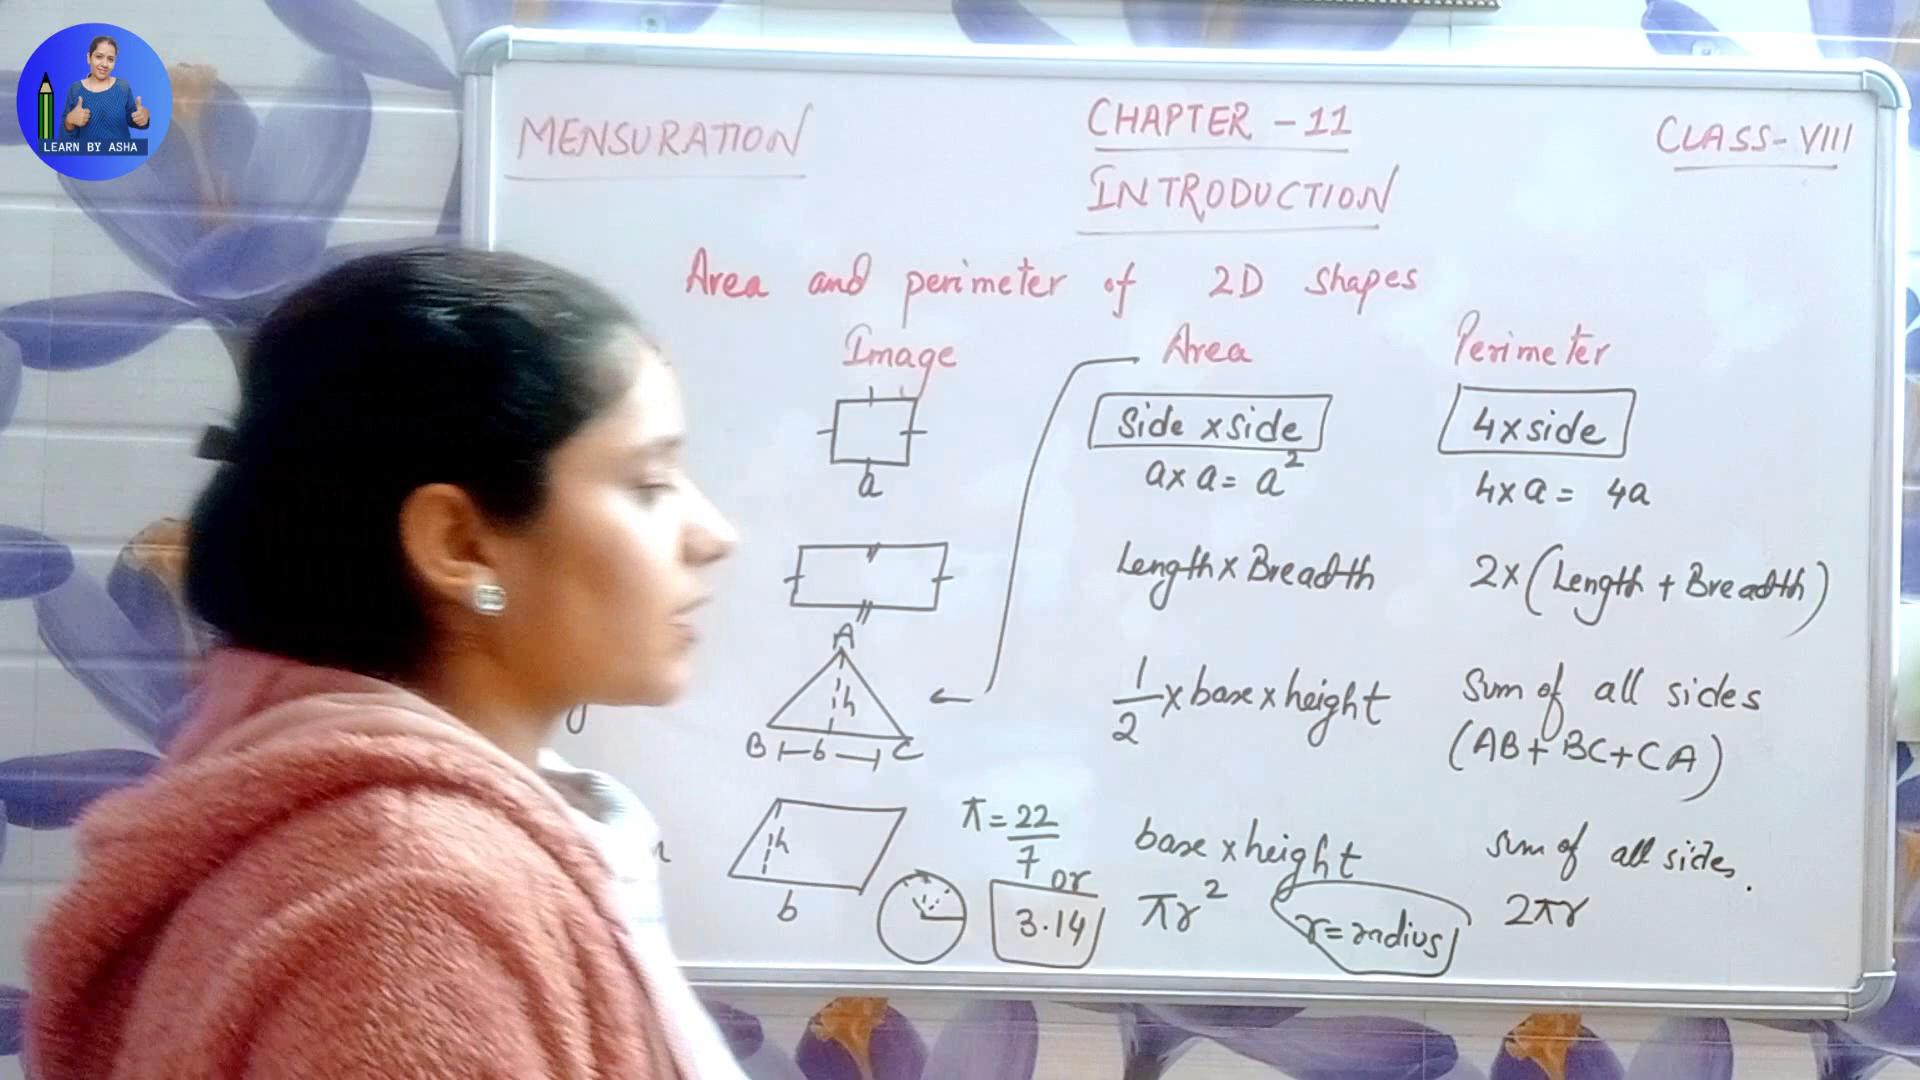 LEARN BY ASHA
MENSURATION
CHAPTER - 11
CLASS - VIII
INTRODUCTION
Area and perimeter of 2D shapes
Image Area Perimeter
Side x side 4 x side
a
a x a = a² 4 x a = 4a
Length x Breadth 2 x (Length + Breadth)
A
h
B b C
1/2 x base x height
sum of all sides
(AB + BC + CA)
h
b
π = 22/7 or
3.14
base x height sum of all sides.
πr² r = radius 2πr